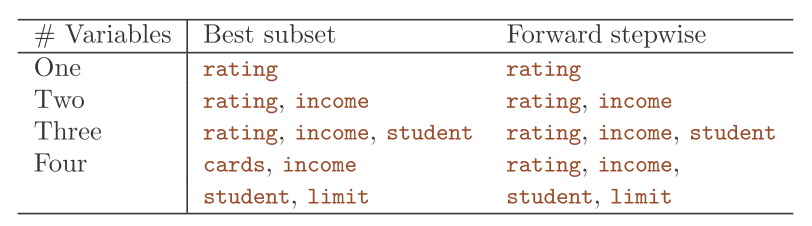 # Variables Best subset Forward stepwise
One rating rating
Two rating, income rating, income
Three rating, income, student rating, income, student
Four cards, income rating, income,
student, limit student, limit